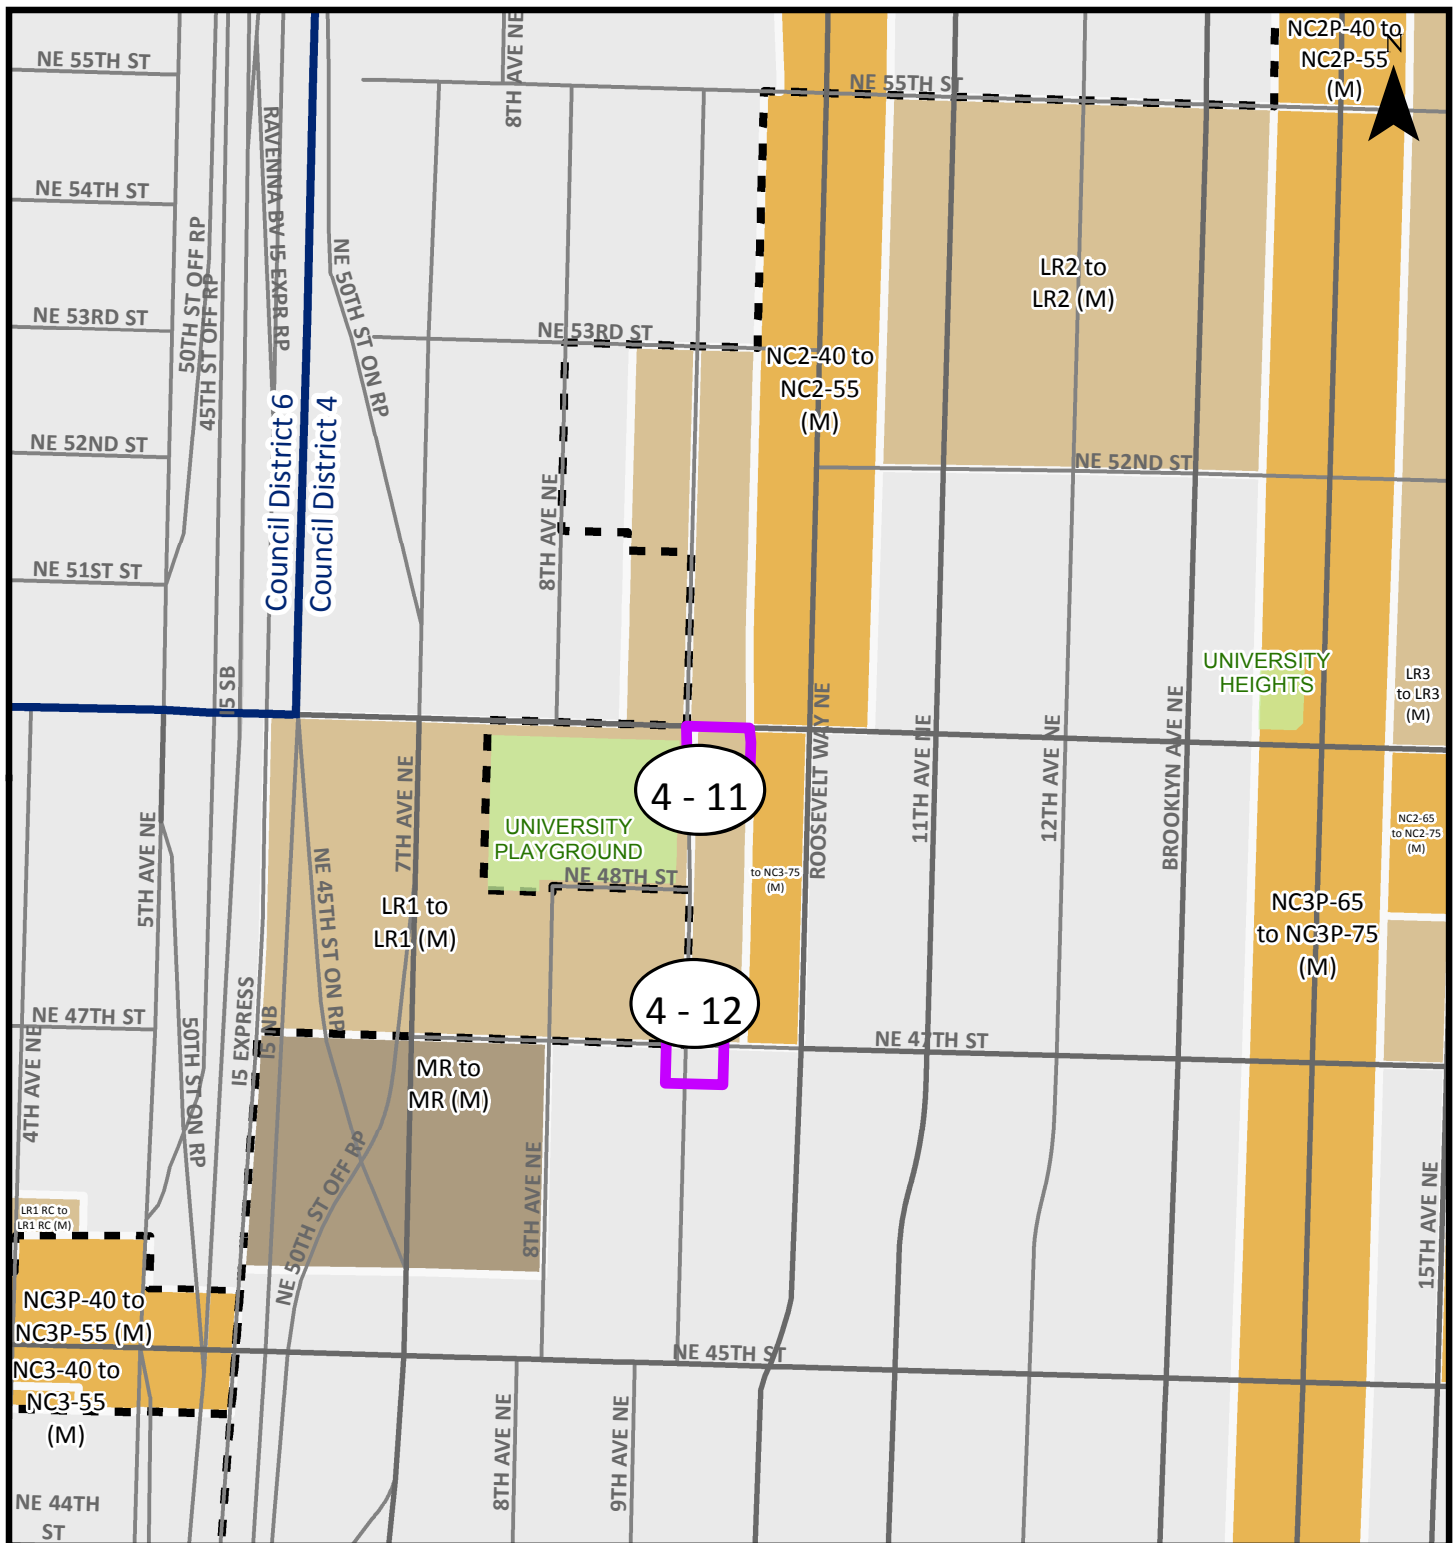 NC2P-40 to
NC2P-55
(M)
N
NE 55TH ST
8TH AVE NE
NE 55TH ST
RAVENNA BV I5 EXPR RP
NE 54TH ST
50TH ST OFF RP
45TH ST OFF RP
NE 50TH ST ON RP
LR2 to
LR2 (M)
NE 53RD ST
NE 53RD ST
NC2-40 to
NC2-55
(M)
Council District 6
Council District 4
NE 52ND ST
NE 52ND ST
8TH AVE NE
NE 51ST ST
I5 SB
UNIVERSITY
HEIGHTS
LR3
to LR3
(M)
ROOSEVELT WAY NE
11TH AVE NE
12TH AVE NE
BROOKLYN AVE NE
4 - 11
5TH AVE NE
7TH AVE NE
NE 45TH ST ON RP
UNIVERSITY
PLAYGROUND
NE 48TH ST
to NC3-75
(M)
NC2-65
to NC2-75
(M)
LR1 to
LR1 (M)
NC3P-65
to NC3P-75
(M)
4 - 12
NE 47TH ST
NE 47TH ST
4TH AVE NE
50TH ST ON RP
I5 EXPRESS
I5 NB
MR to
MR (M)
NE 50TH ST OFF RP
8TH AVE NE
15TH AVE NE
LR1 RC to
LR1 RC (M)
NC3P-40 to
NC3P-55 (M)
NC3-40 to
NC3-55
(M)
NE 45TH ST
8TH AVE NE
9TH AVE NE
NE 44TH
ST